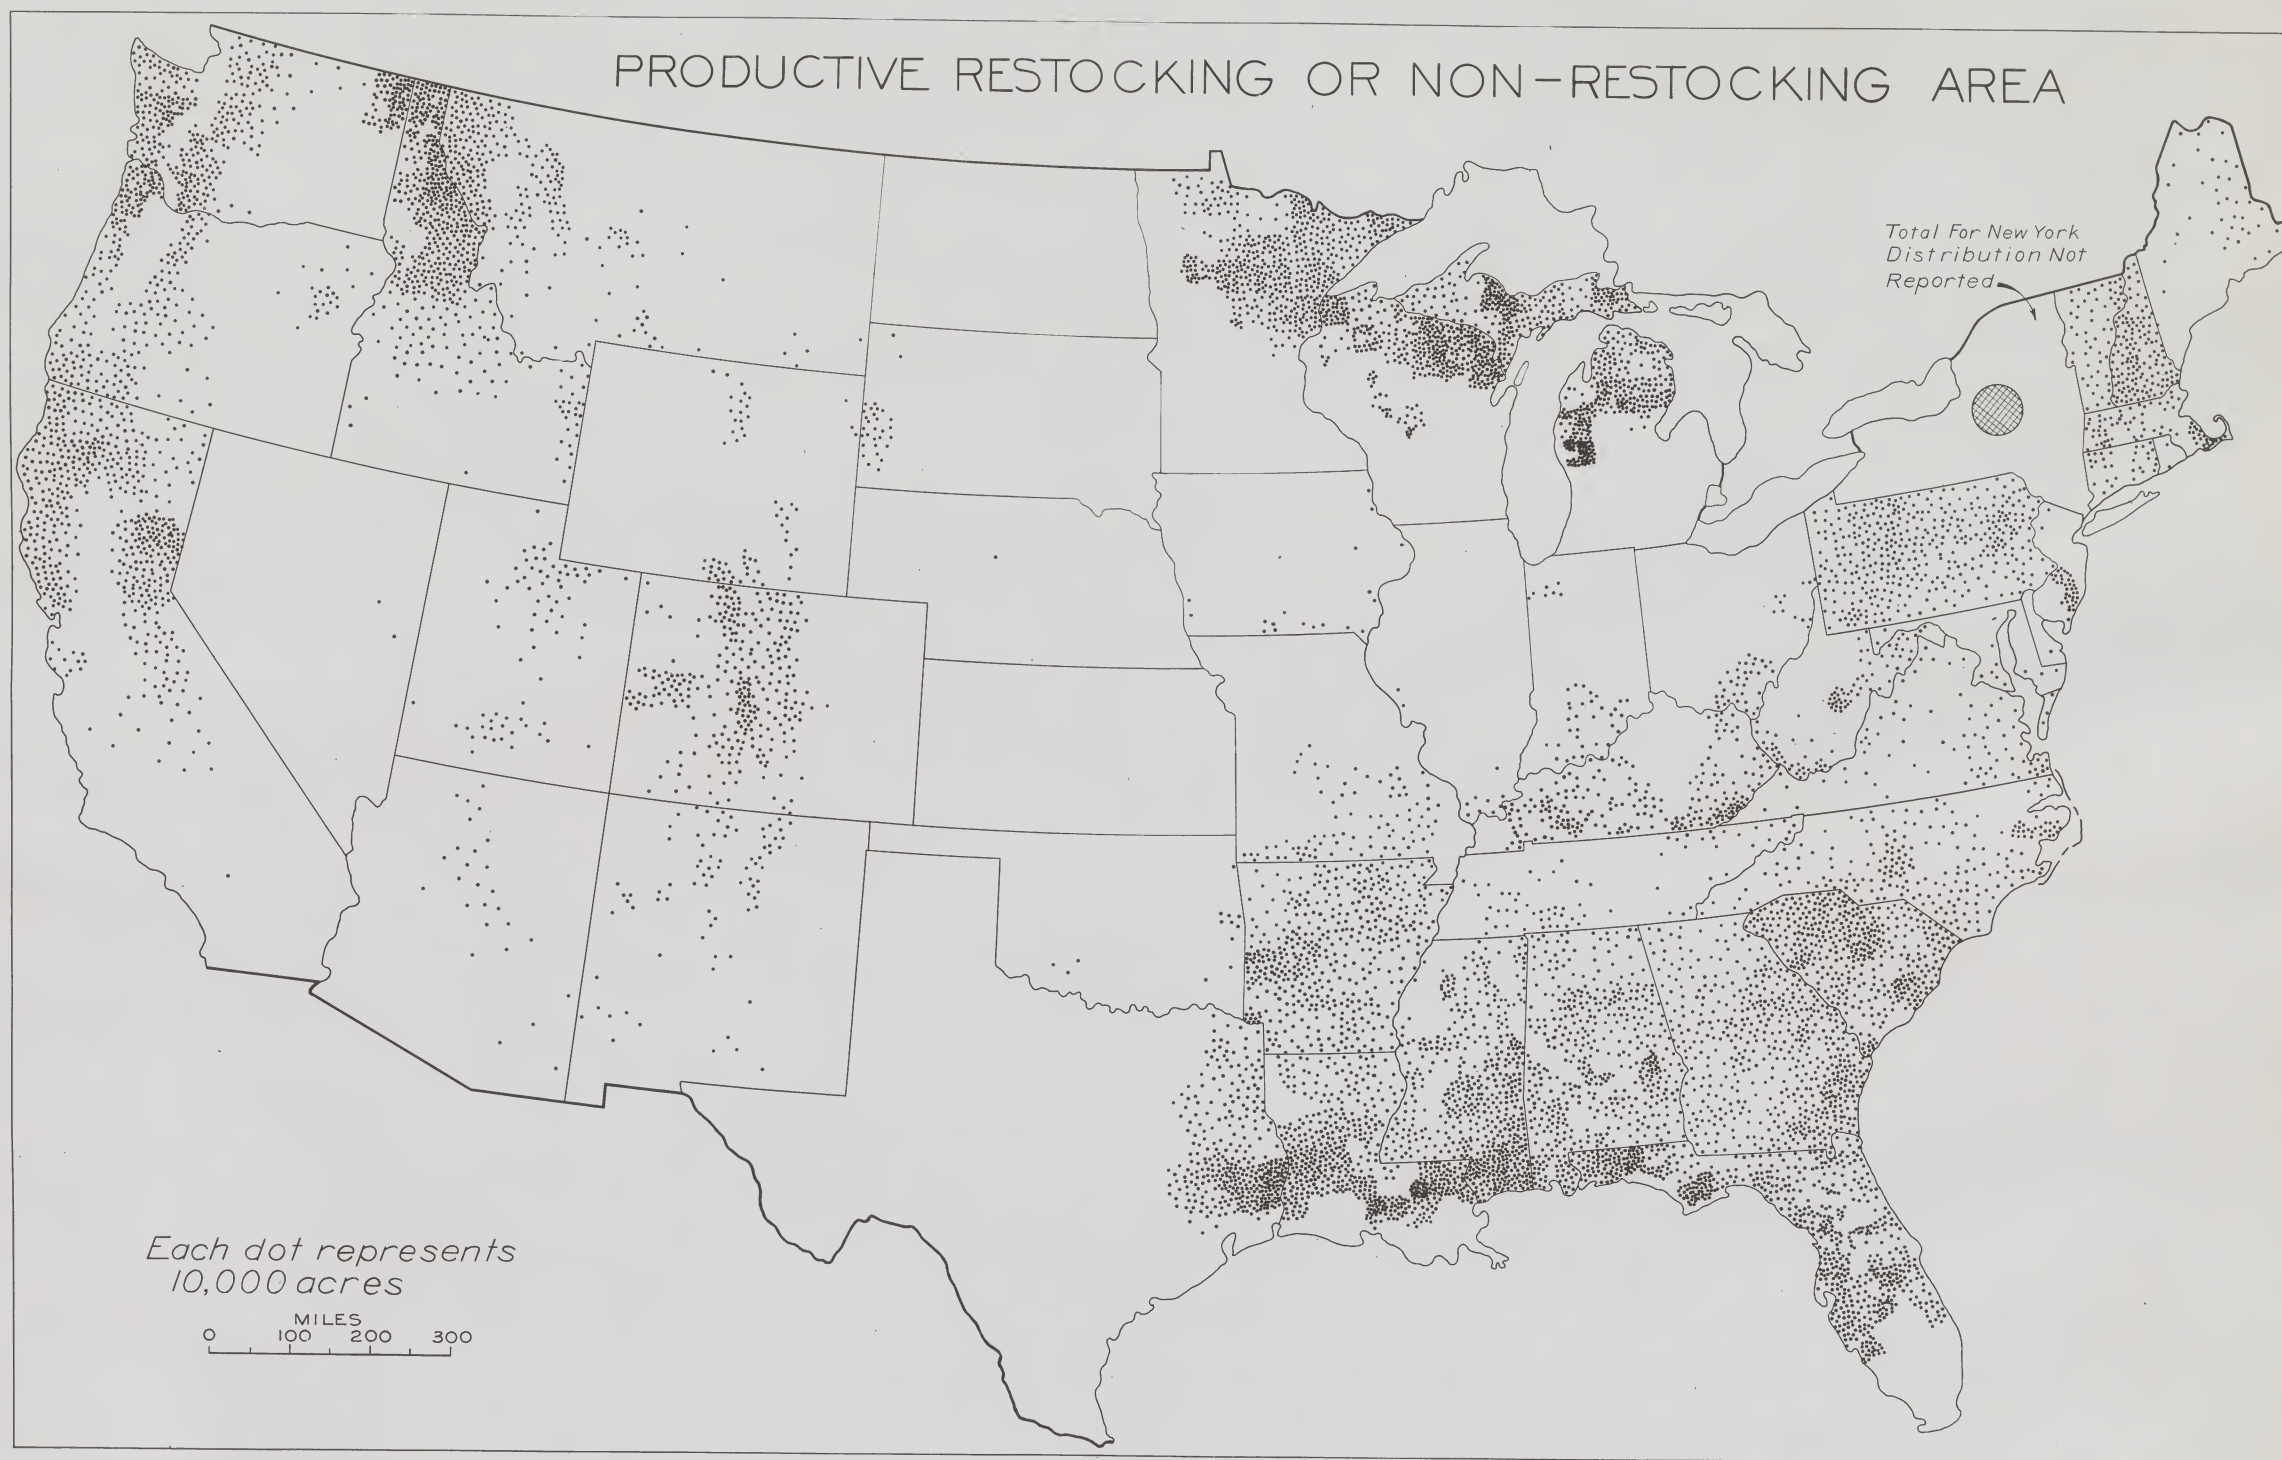 PRODUCTIVE RESTOCKING OR NON-RESTOCKING AREA
Total For New York
Distribution Not
Reported
Each dot represents
10,000 acres
MILES
0 100 200 300